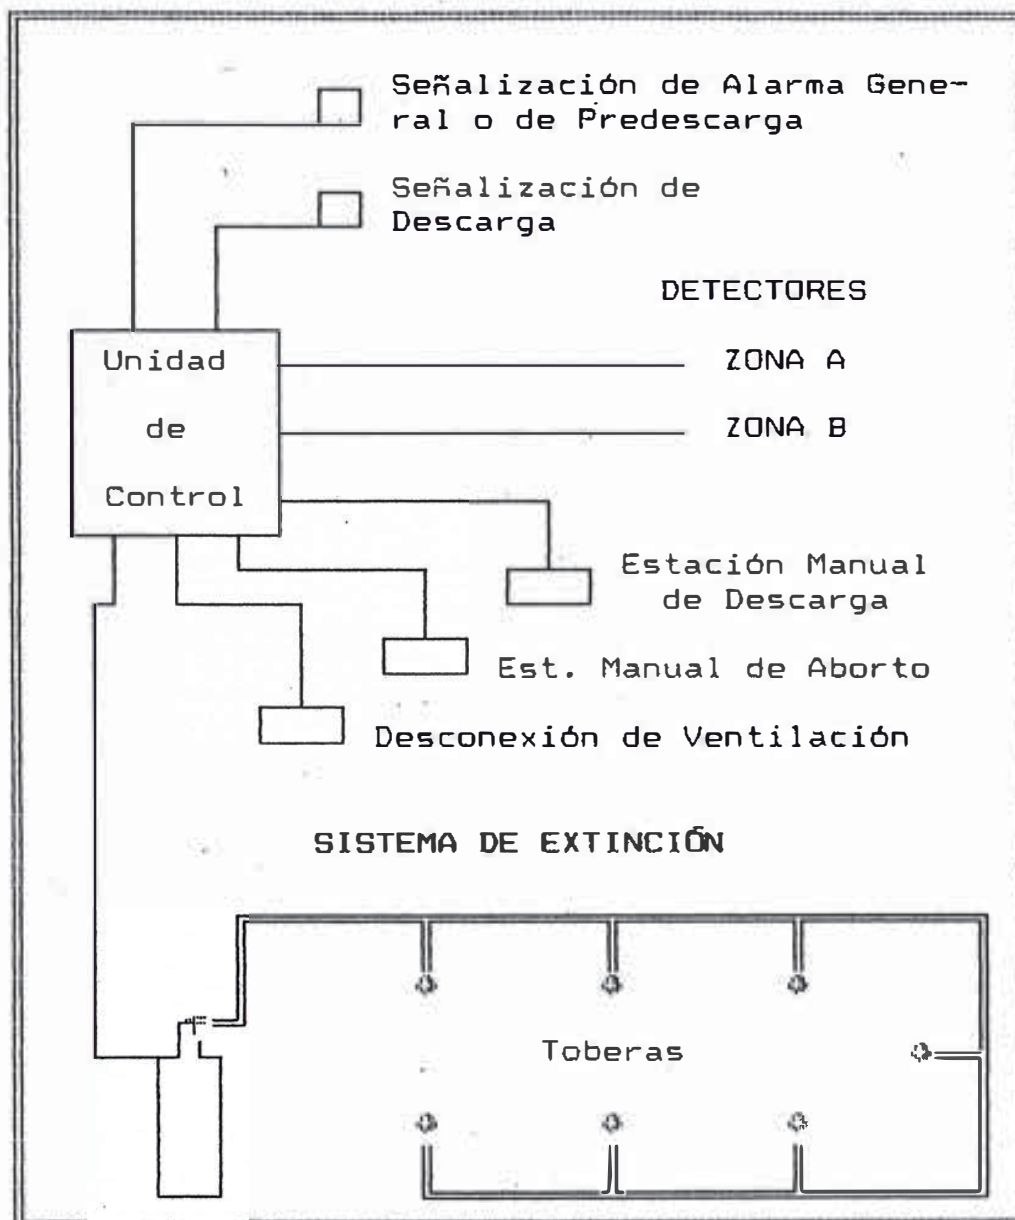 Señalización de Alarma Gene-
ral o de Predescarga
Señalización de
Descarga
DETECTORES
Unidad
de
Control
ZONA A
ZONA B
Estación Manual
de Descarga
Est. Manual de Aborto
Desconexión de Ventilación
SISTEMA DE EXTINCIÓN
Toberas